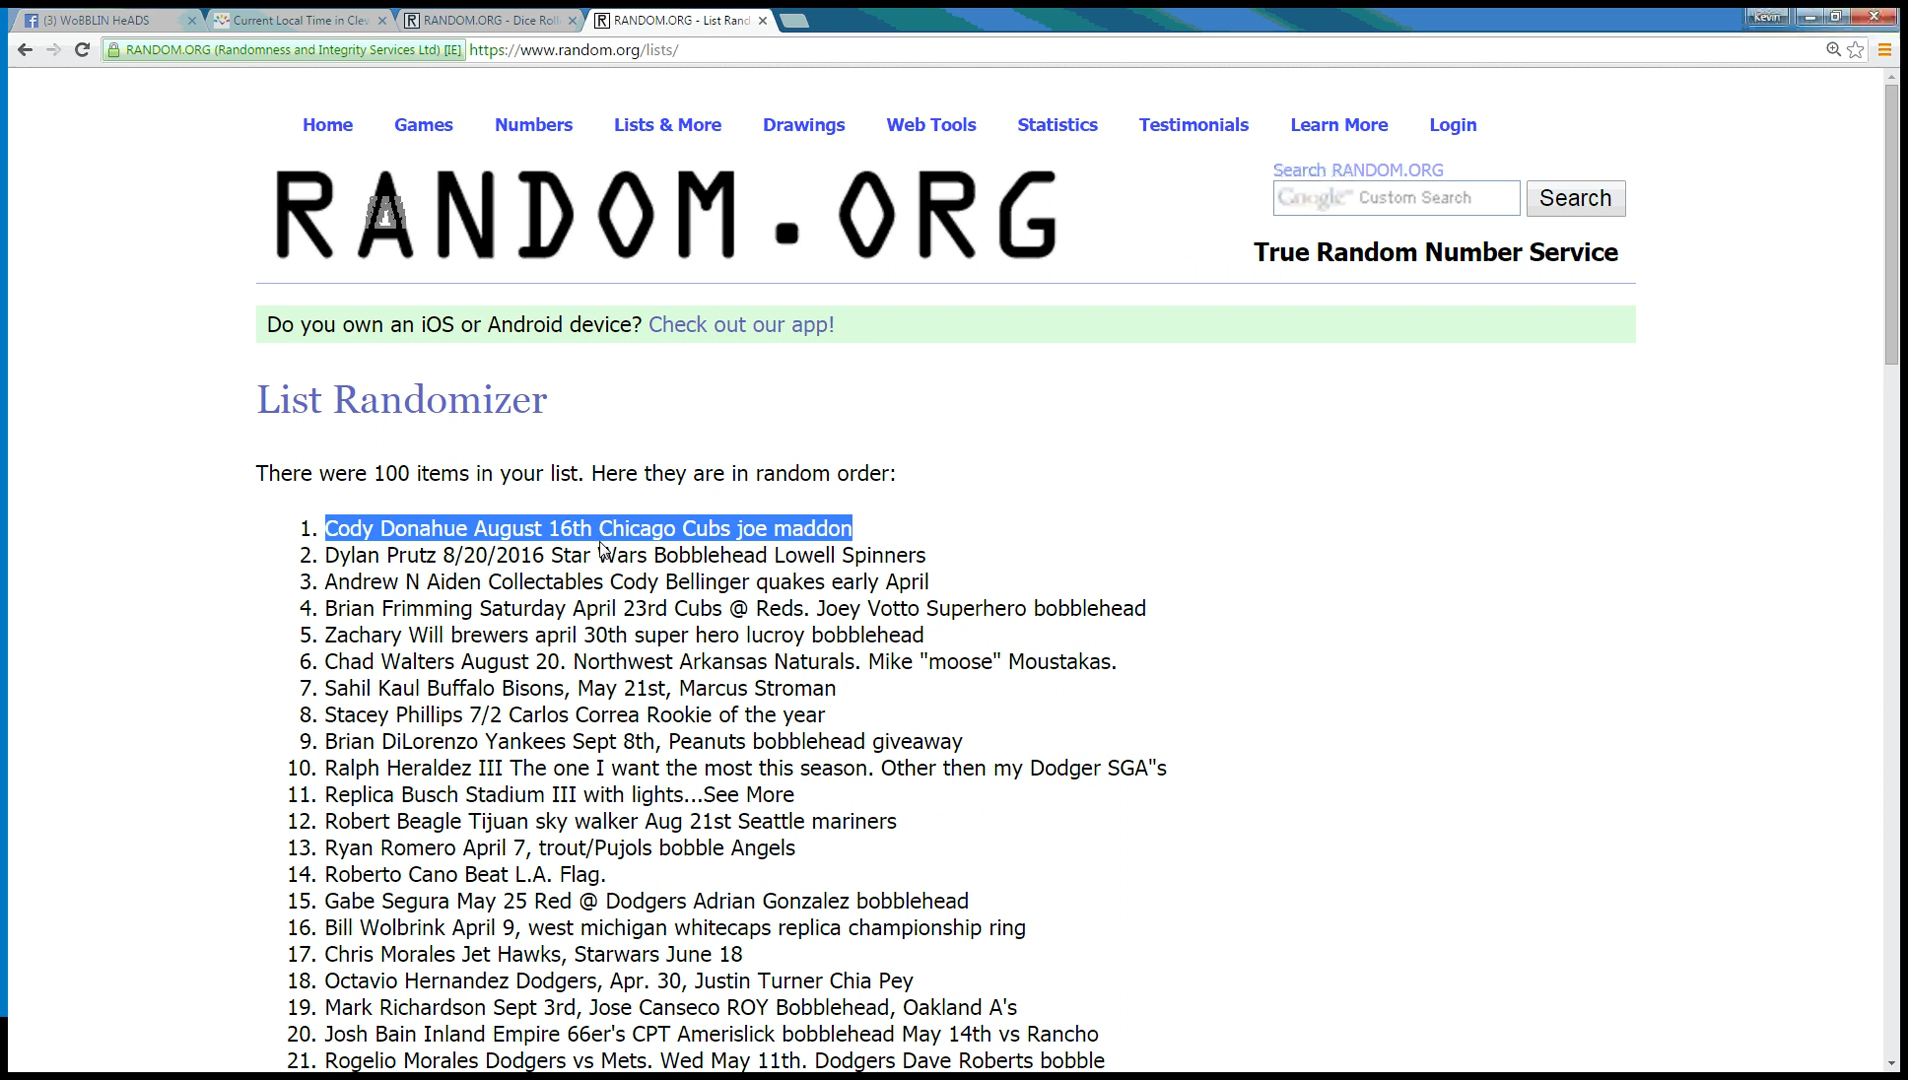 (3) WoBBLIN HeADS
Current Local Time in Clev
RANDOM.ORG - Dice Roll
RANDOM.ORG - List Rand
Kevin
RANDOM.ORG (Randomness and Integrity Services Ltd) [IE] https://www.random.org/lists/
Home Games Numbers Lists & More Drawings Web Tools Statistics Testimonials Learn More Login
RANDOM.ORG
Search RANDOM.ORG
Google™ Custom Search Search
True Random Number Service
Do you own an iOS or Android device? Check out our app!
List Randomizer
There were 100 items in your list. Here they are in random order:
1. Cody Donahue August 16th Chicago Cubs joe maddon
2. Dylan Prutz 8/20/2016 Star Wars Bobblehead Lowell Spinners
3. Andrew N Aiden Collectables Cody Bellinger quakes early April
4. Brian Frimming Saturday April 23rd Cubs @ Reds. Joey Votto Superhero bobblehead
5. Zachary Will brewers april 30th super hero lucroy bobblehead
6. Chad Walters August 20. Northwest Arkansas Naturals. Mike "moose" Moustakas.
7. Sahil Kaul Buffalo Bisons, May 21st, Marcus Stroman
8. Stacey Phillips 7/2 Carlos Correa Rookie of the year
9. Brian DiLorenzo Yankees Sept 8th, Peanuts bobblehead giveaway
10. Ralph Heraldez III The one I want the most this season. Other then my Dodger SGA"s
11. Replica Busch Stadium III with lights...See More
12. Robert Beagle Tijuan sky walker Aug 21st Seattle mariners
13. Ryan Romero April 7, trout/Pujols bobble Angels
14. Roberto Cano Beat L.A. Flag.
15. Gabe Segura May 25 Red @ Dodgers Adrian Gonzalez bobblehead
16. Bill Wolbrink April 9, west michigan whitecaps replica championship ring
17. Chris Morales Jet Hawks, Starwars June 18
18. Octavio Hernandez Dodgers, Apr. 30, Justin Turner Chia Pey
19. Mark Richardson Sept 3rd, Jose Canseco ROY Bobblehead, Oakland A's
20. Josh Bain Inland Empire 66er's CPT Amerislick bobblehead May 14th vs Rancho
21. Rogelio Morales Dodgers vs Mets. Wed May 11th. Dodgers Dave Roberts bobble